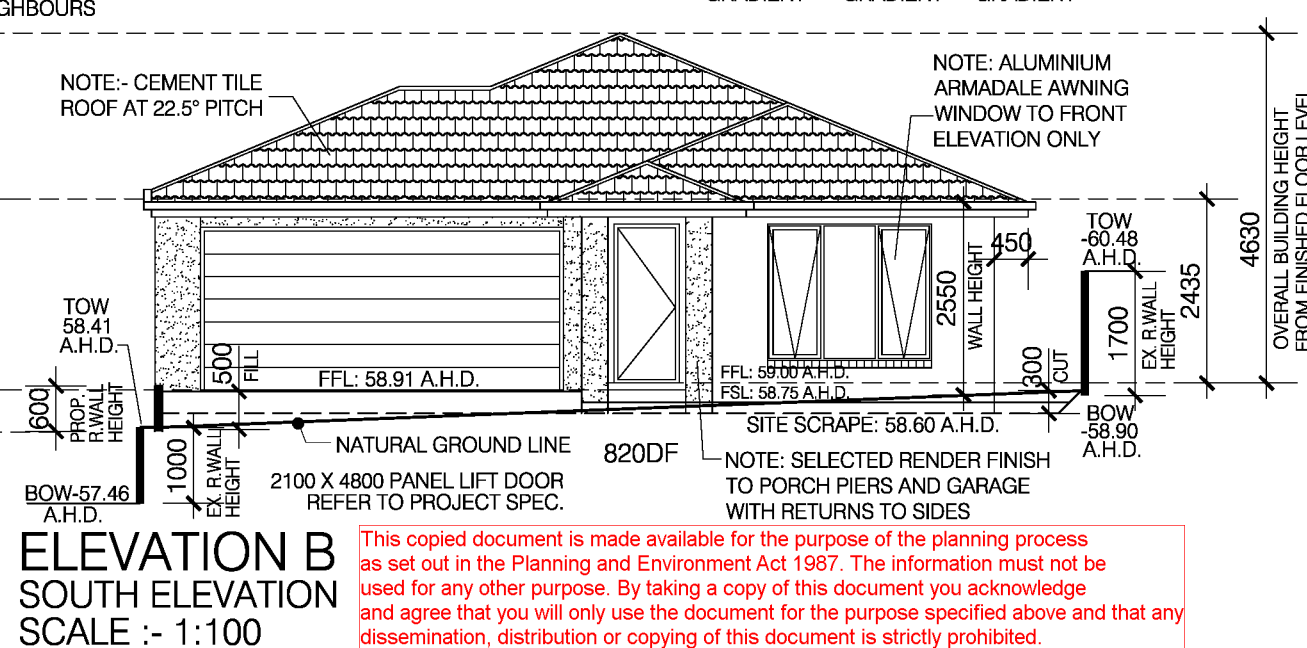 GHBOURS
NOTE:- CEMENT TILE
ROOF AT 22.5° PITCH
NOTE: ALUMINIUM
ARMADALE AWNING
WINDOW TO FRONT
ELEVATION ONLY
OVERALL BUILDING HEIGHT
FROM FINISHED FLOOR LEVEL
4630
2435
TOW
-60.48
A.H.D.
450
2550
WALL HEIGHT
1700
EX. R.WALL
HEIGHT
300
CUT
BOW
-58.90
A.H.D.
TOW
58.41
A.H.D.
600
PROP.
R.WALL
HEIGHT
500
FILL
FFL: 58.91 A.H.D.
FFL: 59.00 A.H.D.
FSL: 58.75 A.H.D.
SITE SCRAPE: 58.60 A.H.D.
1000
EX. R.WALL
HEIGHT
BOW-57.46
A.H.D.
NATURAL GROUND LINE
820DF
2100 X 4800 PANEL LIFT DOOR
REFER TO PROJECT SPEC.
NOTE: SELECTED RENDER FINISH
TO PORCH PIERS AND GARAGE
WITH RETURNS TO SIDES
ELEVATION B
SOUTH ELEVATION
SCALE :- 1:100
This copied document is made available for the purpose of the planning process
as set out in the Planning and Environment Act 1987. The information must not be
used for any other purpose. By taking a copy of this document you acknowledge
and agree that you will only use the document for the purpose specified above and that any
dissemination, distribution or copying of this document is strictly prohibited.